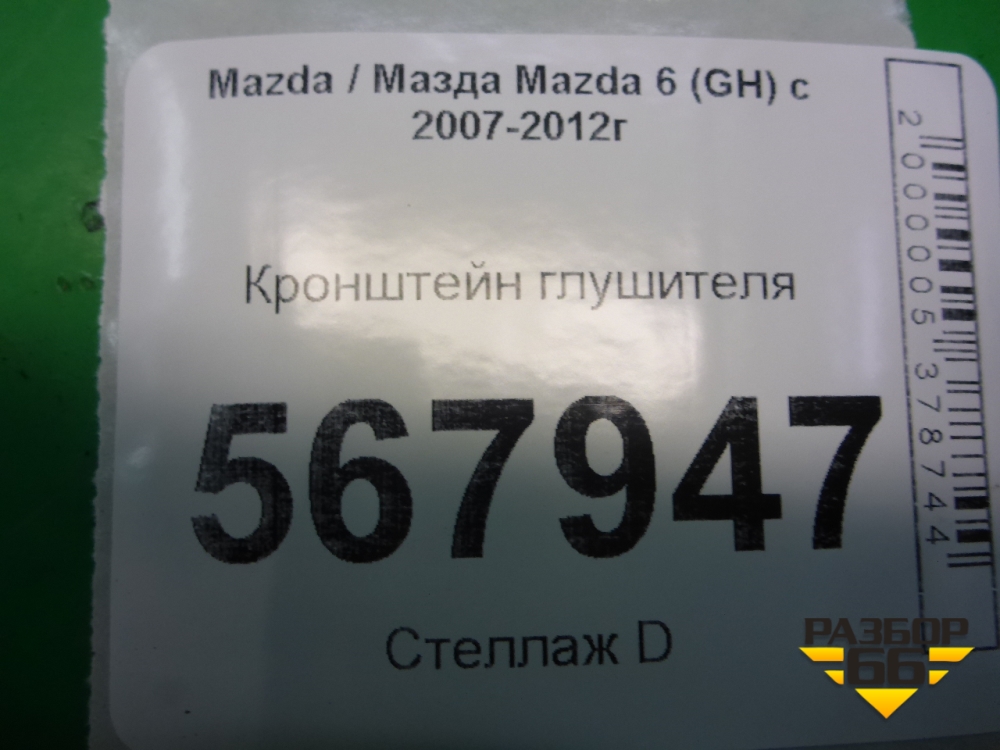 Mazda / Мазда Mazda 6 (GH) с
2007-2012г
Кронштейн глушителя
567947
Стеллаж D
2000005378744
РАЗБОР
66